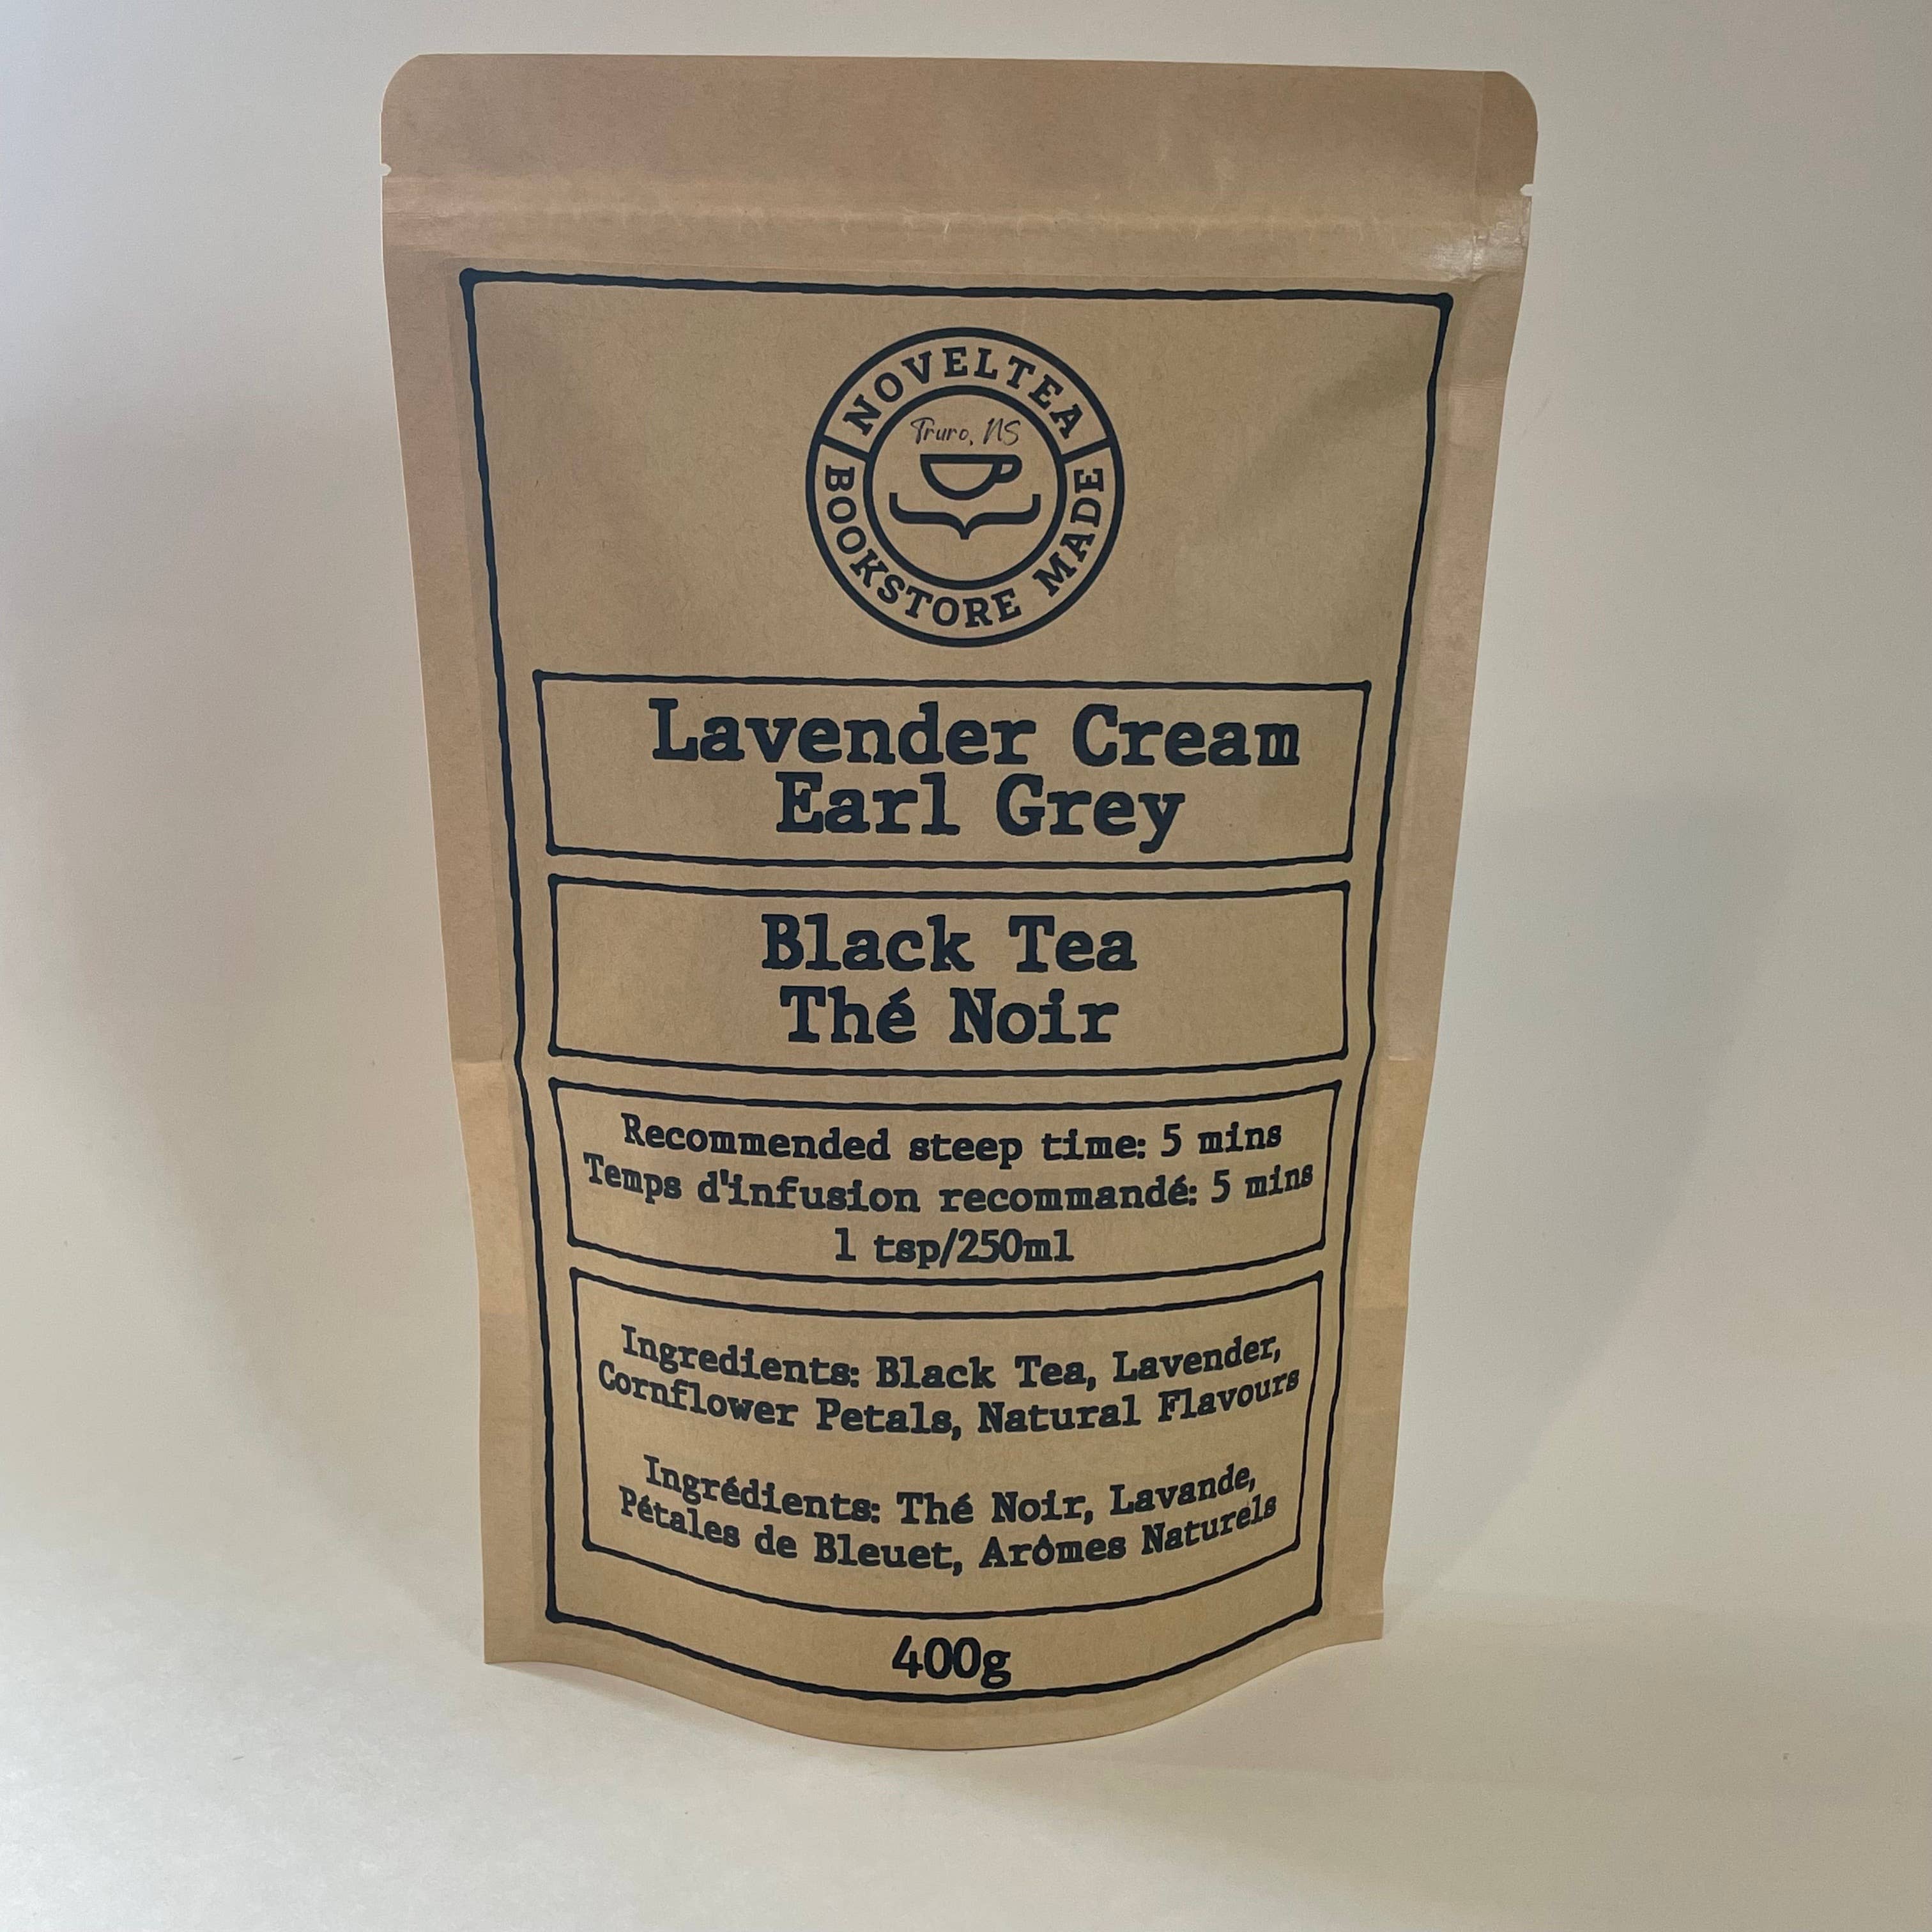 NOVELTEA
Truro, NS
BOOKSTORE MADE
Lavender Cream
Earl Grey
Black Tea
Thé Noir
Recommended steep time: 5 mins
Temps d'infusion recommandé: 5 mins
1 tsp/250ml
Ingredients: Black Tea, Lavender,
Cornflower Petals, Natural Flavours
Ingrédients: Thé Noir, Lavande,
Pétales de Bleuet, Arômes Naturels
400g